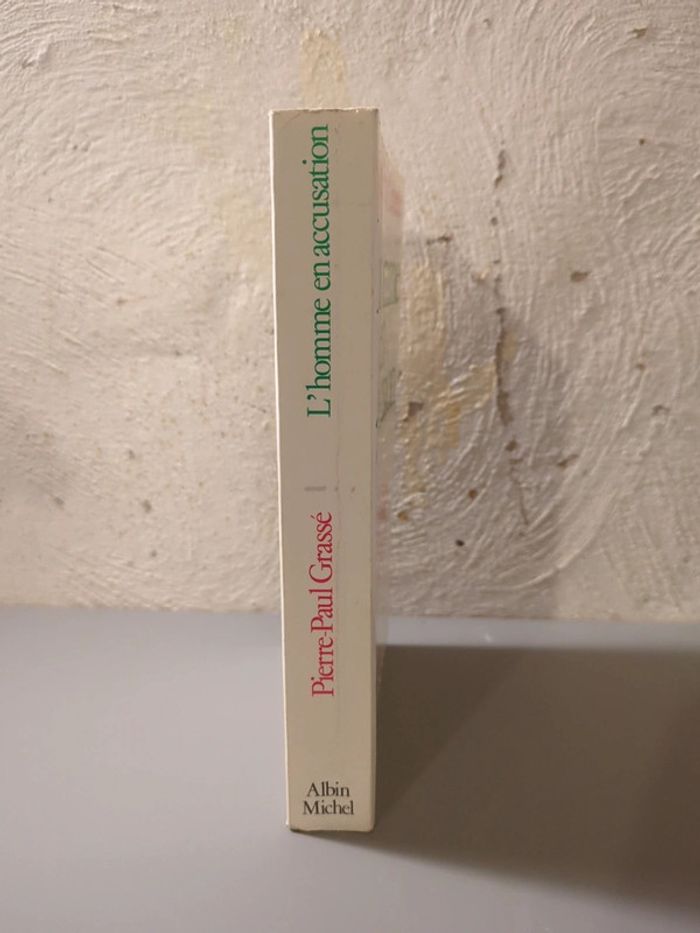 L'homme en accusation
Pierre-Paul Grassé
Albin
Michel